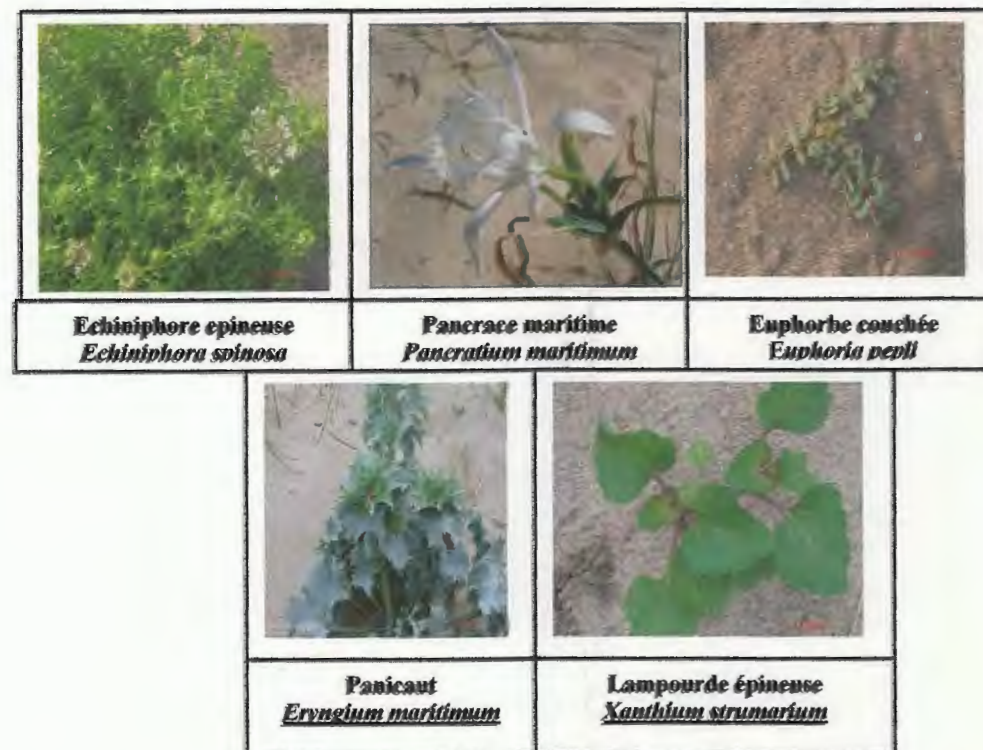 Echiniphore epineuse
Echiniphora spinosa
Pancrace maritime
Pancratium maritimum
Euphorbe couchée
Euphoria pepli
Panicaut
Eryngium maritimum
Lampourde épineuse
Xanthium strumarium